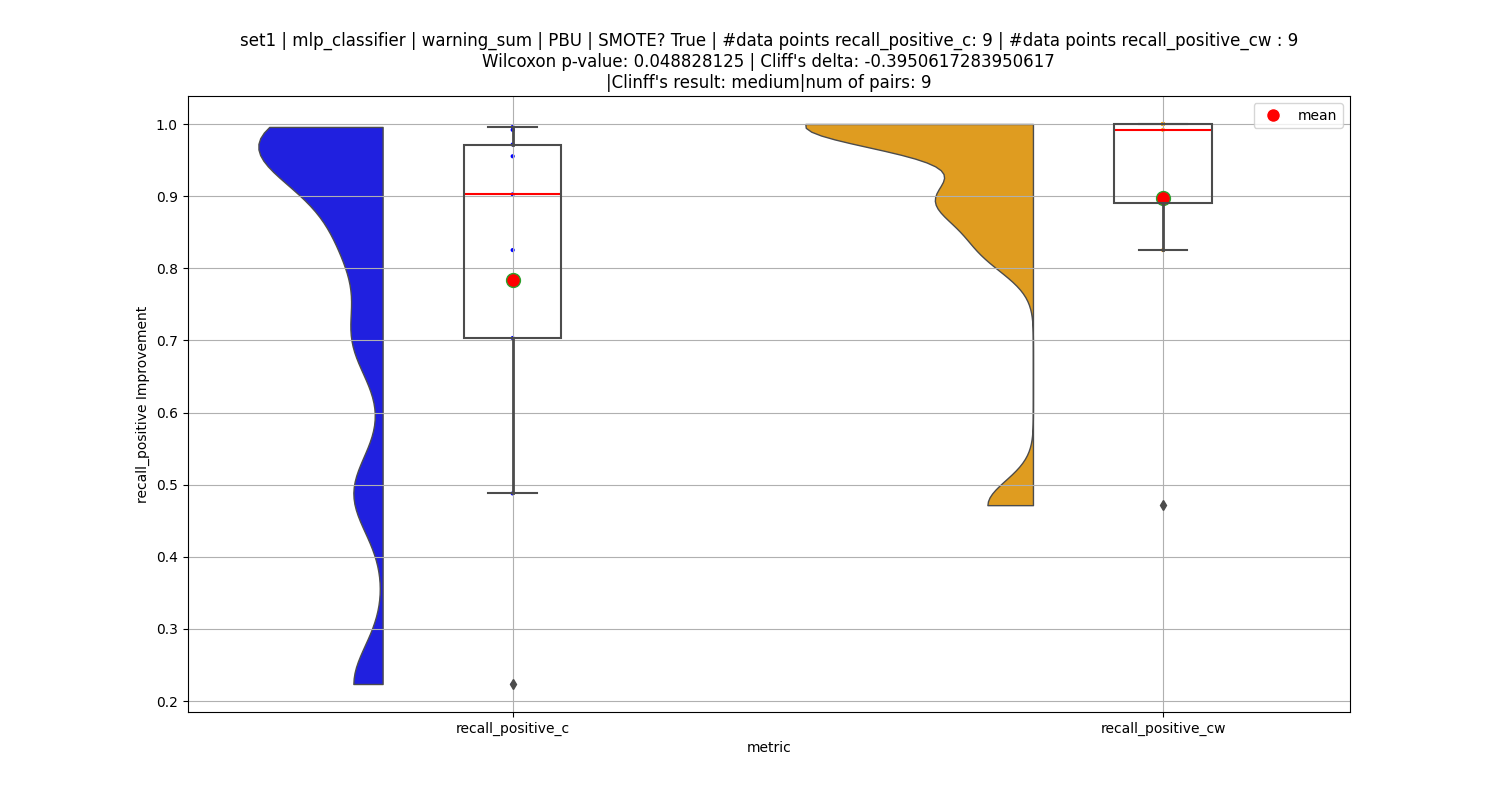 set1 | mlp_classifier | warning_sum | PBU | SMOTE? True | #data points recall_positive_c: 9 | #data points recall_positive_cw : 9
Wilcoxon p-value: 0.048828125 | Cliff's delta: -0.3950617283950617
|Clinff's result: medium|num of pairs: 9
mean
1.0
0.9
0.8
0.7
0.6
0.5
0.4
0.3
0.2
recall_positive Improvement
recall_positive_c
recall_positive_cw
metric